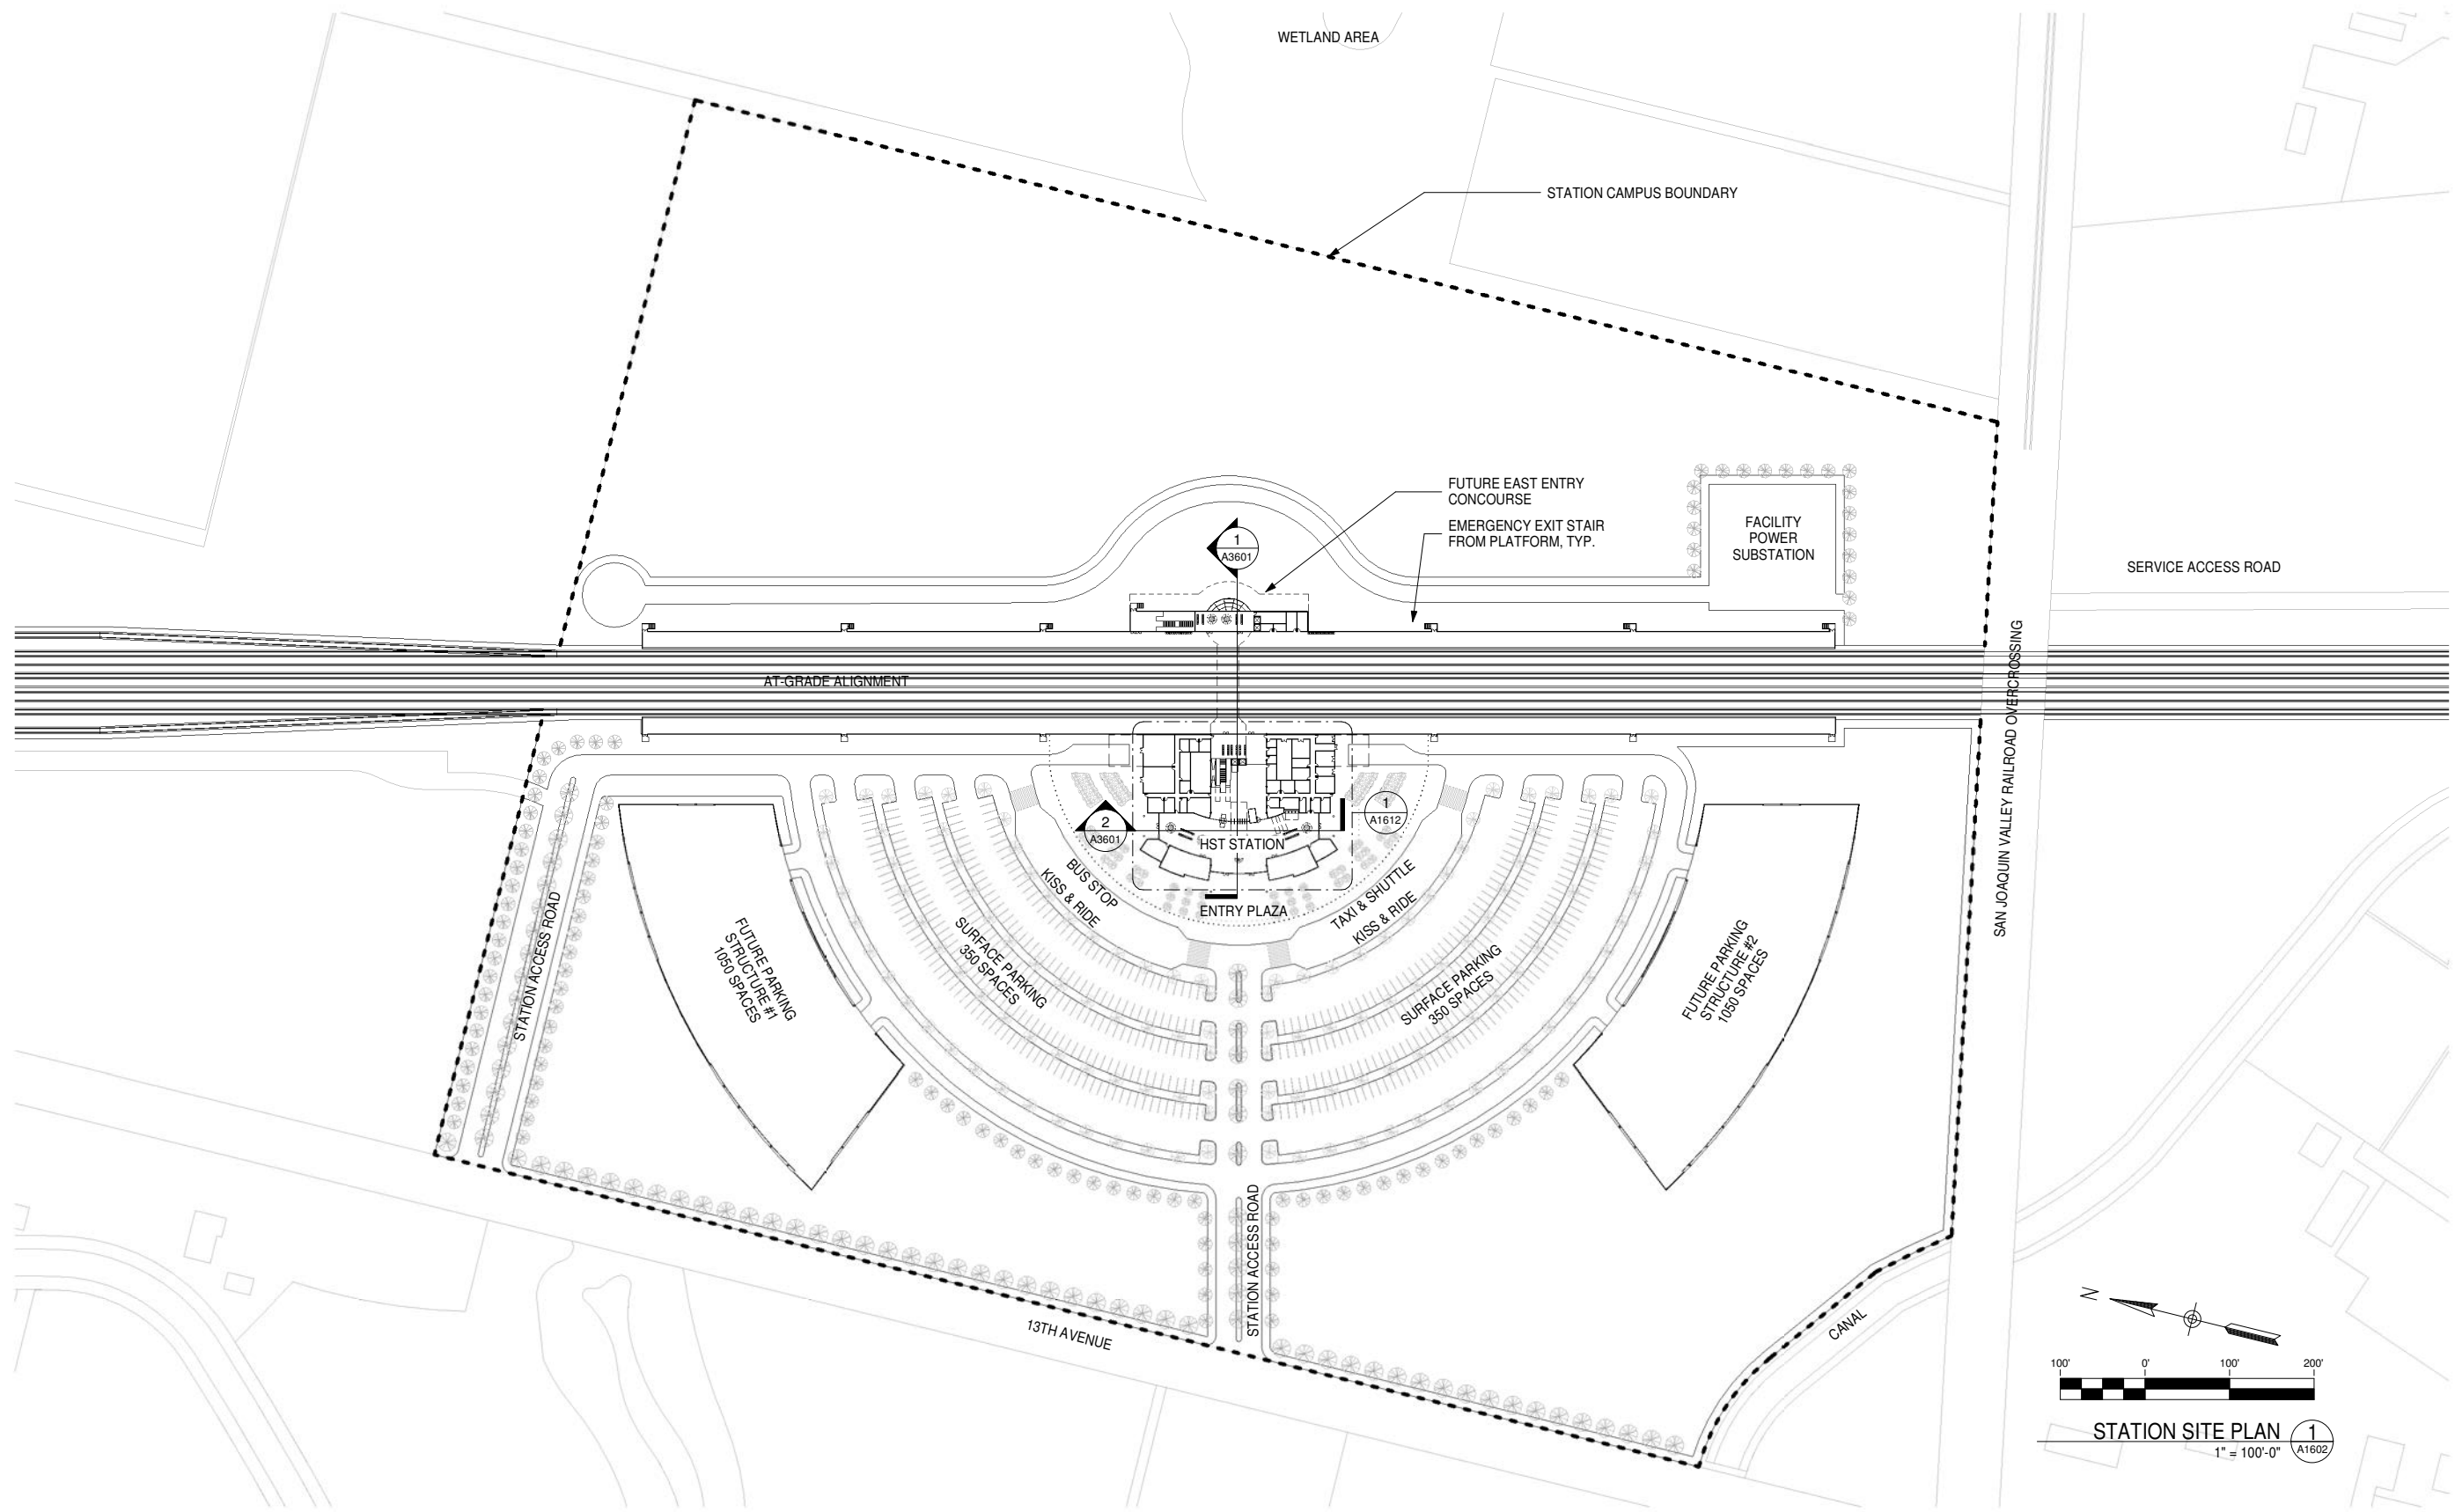 WETLAND AREA
STATION CAMPUS BOUNDARY
FUTURE EAST ENTRY
CONCOURSE
EMERGENCY EXIT STAIR
FROM PLATFORM, TYP.
FACILITY
POWER
SUBSTATION
SERVICE ACCESS ROAD
1
A3601
AT-GRADE ALIGNMENT
SAN JOAQUIN VALLEY RAILROAD OVERCROSSING
2
A3601
1
A1612
HST STATION
ENTRY PLAZA
BUS STOP
KISS & RIDE
TAXI & SHUTTLE
KISS & RIDE
SURFACE PARKING
350 SPACES
SURFACE PARKING
350 SPACES
FUTURE PARKING
STRUCTURE #1
1050 SPACES
FUTURE PARKING
STRUCTURE #2
1050 SPACES
STATION ACCESS ROAD
STATION ACCESS ROAD
13TH AVENUE
CANAL
N
100' 0' 100' 200'
STATION SITE PLAN
1" = 100'-0"
1
A1602